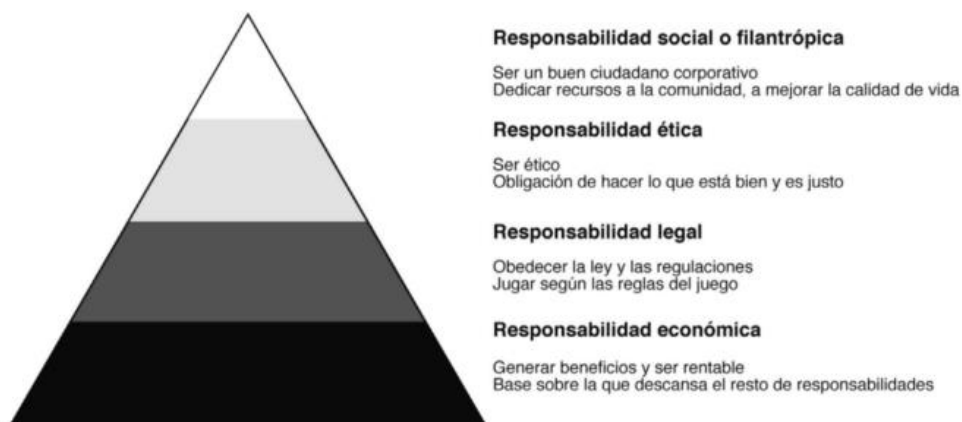 Responsabilidad social o filantrópica
Ser un buen ciudadano corporativo
Dedicar recursos a la comunidad, a mejorar la calidad de vida
Responsabilidad ética
Ser ético
Obligación de hacer lo que está bien y es justo
Responsabilidad legal
Obedecer la ley y las regulaciones
Jugar según las reglas del juego
Responsabilidad económica
Generar beneficios y ser rentable
Base sobre la que descansa el resto de responsabilidades